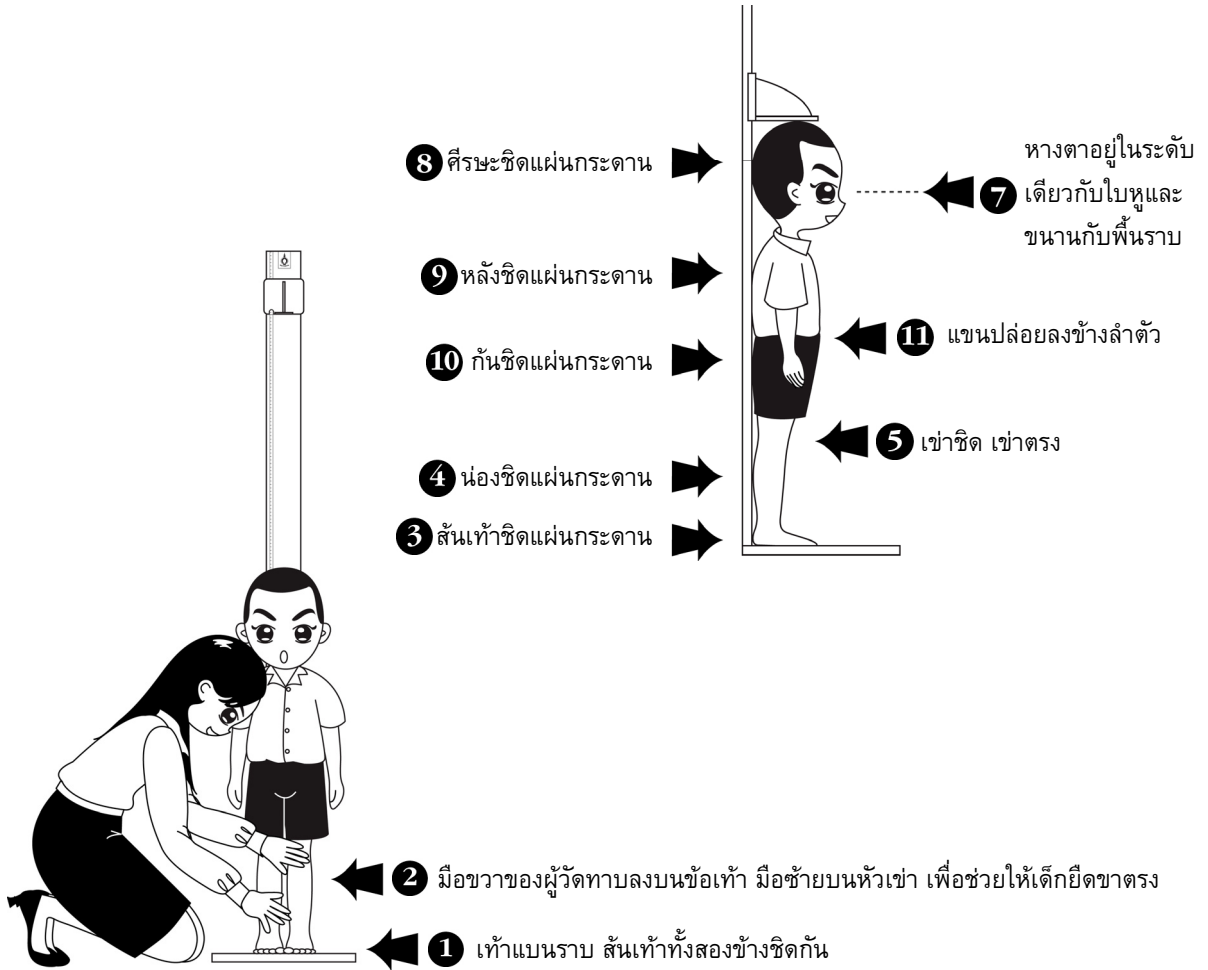 8 ศีรษะชิดแผ่นกระดาน
หางตาอยู่ในระดับ
7 เดียวกับใบหูและ
ขนานกับพื้นราบ
9 หลังชิดแผ่นกระดาน
11 แขนปล่อยลงข้างลำตัว
10 ก้นชิดแผ่นกระดาน
5 เข่าชิด เข่าตรง
4 น่องชิดแผ่นกระดาน
3 ส้นเท้าชิดแผ่นกระดาน
2 มือขวาของผู้วัดทาบลงบนข้อเท้า มือซ้ายบนหัวเข่า เพื่อช่วยให้เด็กยืดขาตรง
1 เท้าแบนราบ ส้นเท้าทั้งสองข้างชิดกัน